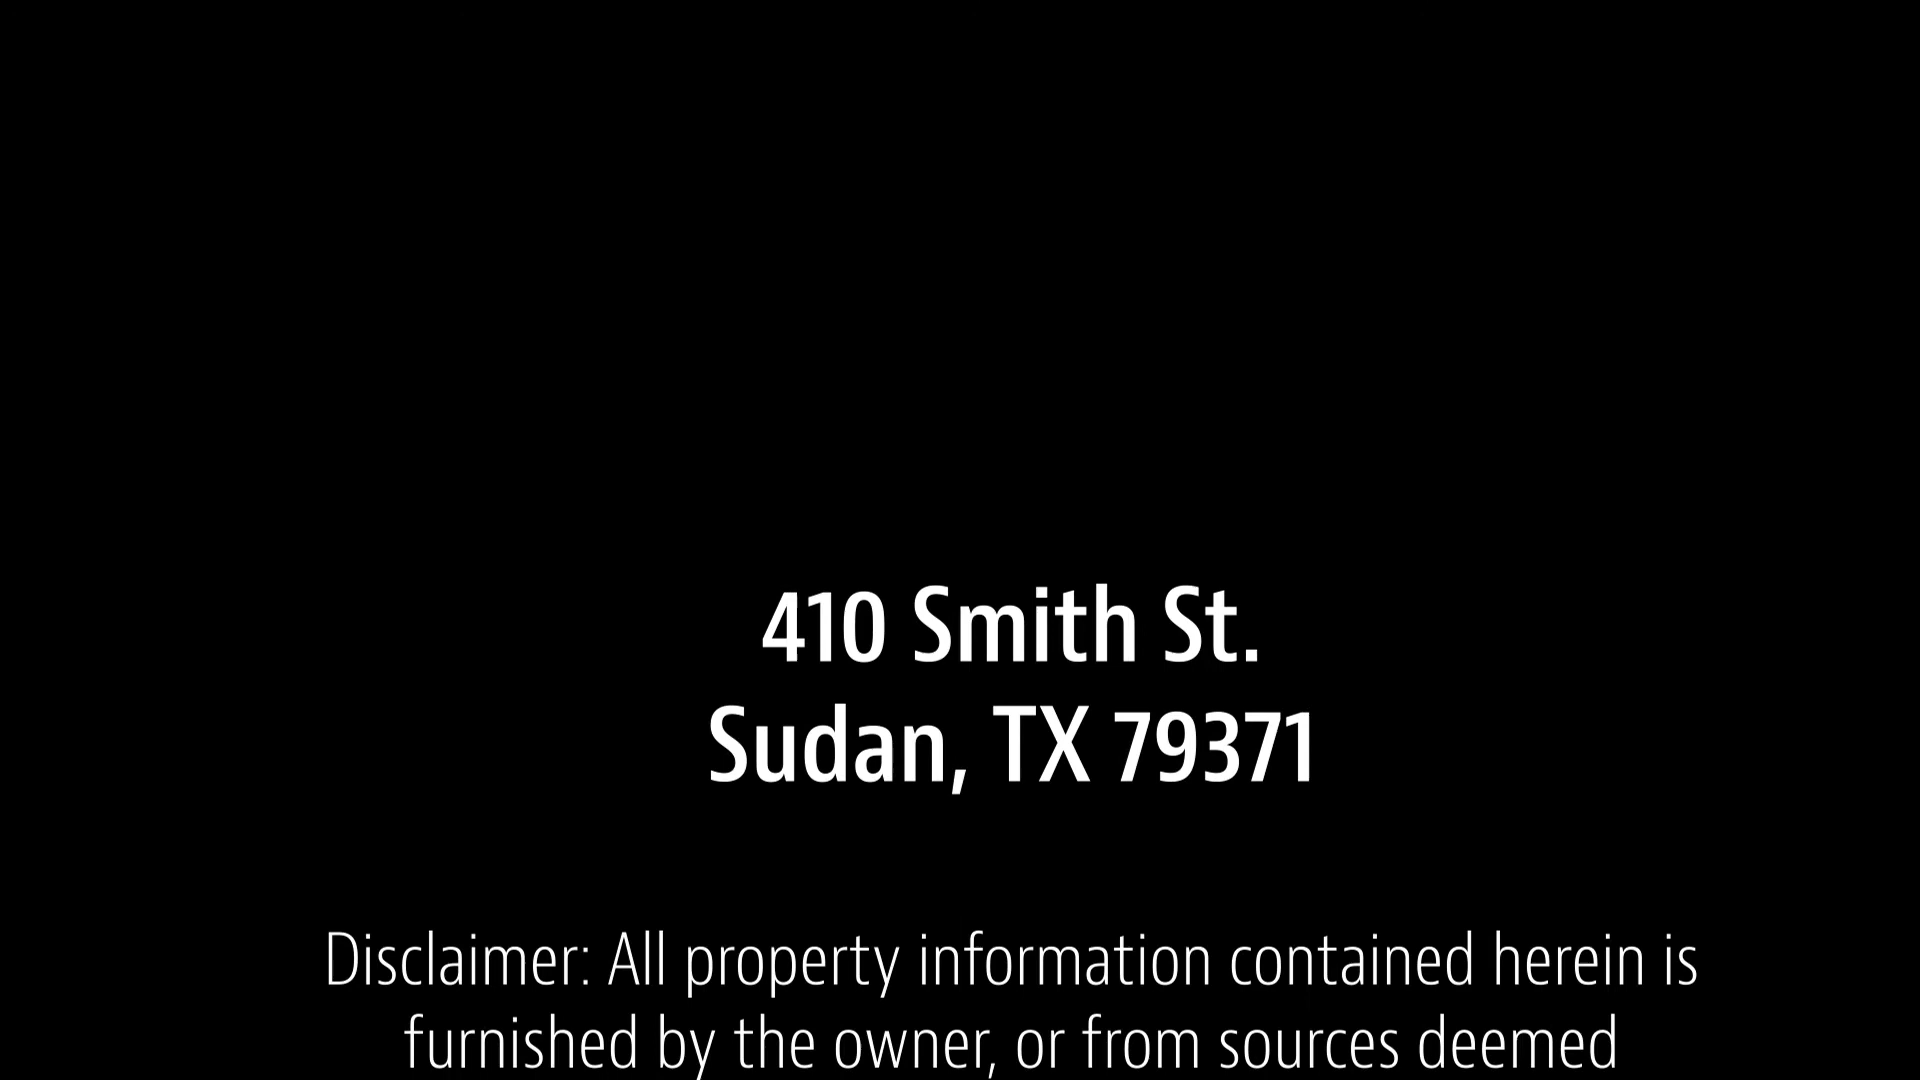 410 Smith St.
Sudan, TX 79371
Disclaimer: All property information contained herein is
furnished by the owner, or from sources deemed